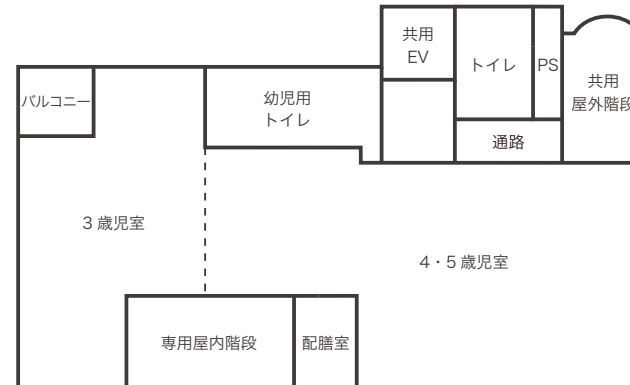 共用
EV
トイレ
PS
共用
屋外階段
バルコニー
幼児用
トイレ
通路
3歳児室
4・5歳児室
専用屋内階段
配膳室